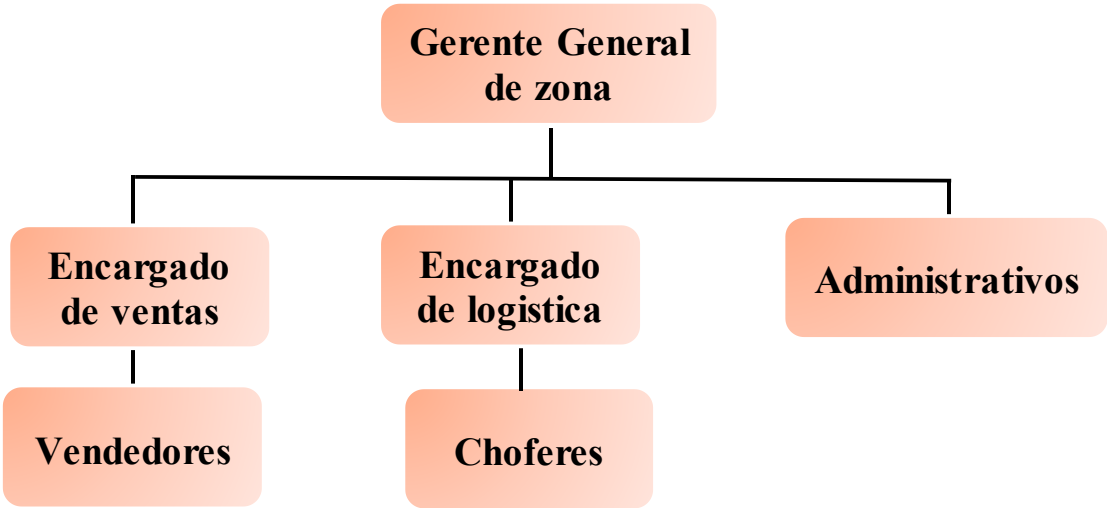 Gerente General
de zona
Encargado
de ventas
Encargado
de logistica
Administrativos
Vendedores
Choferes